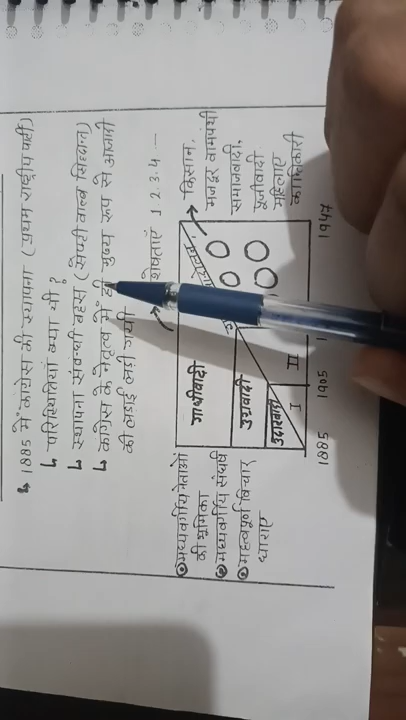 ↳ 1885 में कांग्रेस की स्थापना (प्रथम राष्ट्रीय पार्टी)
↳ परिस्थितियां क्या थी?
↳ स्थापना संबंधी बहस (सेफ्टी वाल्व सिद्धान्त)
↳ कांग्रेस के नेतृत्व में ही मुख्य रूप से आजादी
की लड़ाई लड़ी गयी
1 2 3 4 ---
मध्यवर्गीय नेताओं
की भूमिका
मध्यवर्गीय संघर्ष
महत्वपूर्ण विचार
धाराएं
गाँधीवादी
उग्रवादी
उदारवादी
I
II
किसान,
मजदूर वामपंथी
समाजवादी,
महिलाएं
क्रांतिकारी
1885
1905
1947